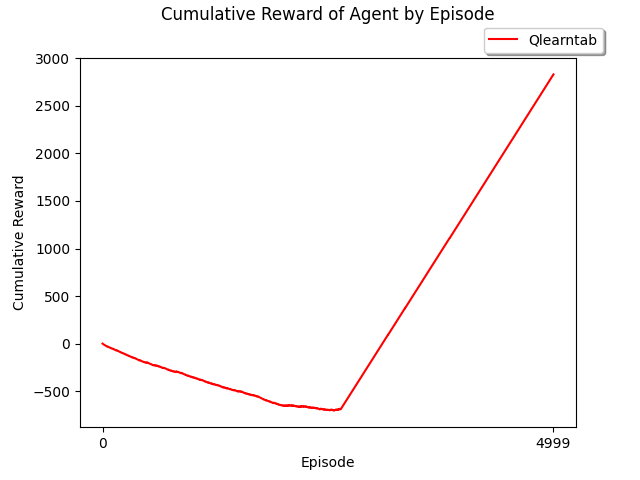 Cumulative Reward of Agent by Episode
Qlearntab
3000
2500
2000
1500
1000
500
0
−500
Cumulative Reward
0
4999
Episode